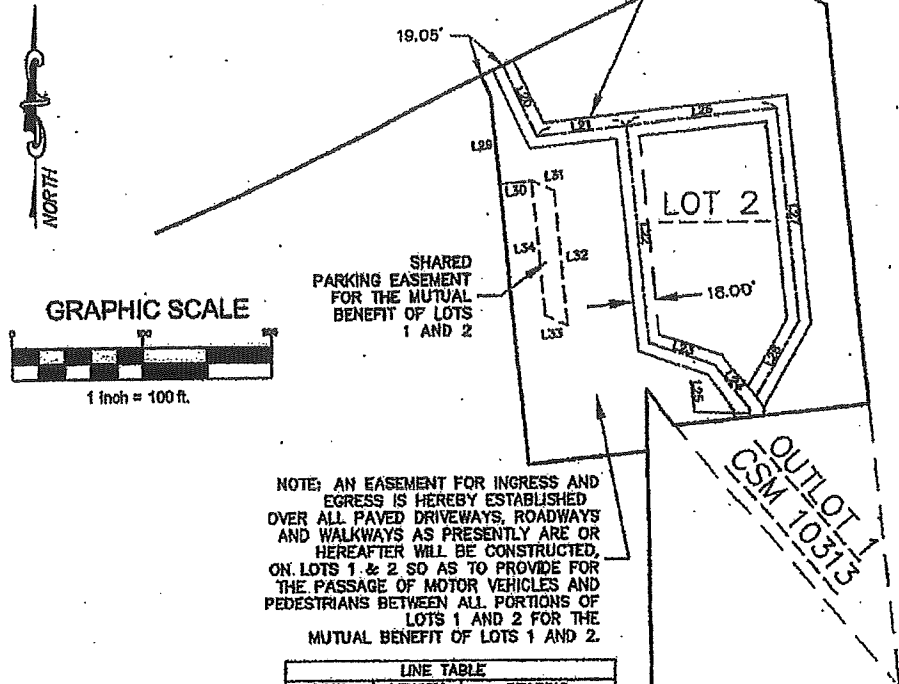 19.05'
L20
L21
L26
L29
L30
L31
LOT 2
L27
L22
L34
L32
SHARED
PARKING EASEMENT
FOR THE MUTUAL
BENEFIT OF LOTS
1 AND 2
18.00'
NORTH
L33
L23
L28
L24
L25
GRAPHIC SCALE
0
100
1 inch = 100 ft.
OUTLOT 1
CSM 10313
NOTE: AN EASEMENT FOR INGRESS AND
EGRESS IS HEREBY ESTABLISHED
OVER ALL PAVED DRIVEWAYS, ROADWAYS
AND WALKWAYS AS PRESENTLY ARE OR
HEREAFTER WILL BE CONSTRUCTED,
ON LOTS 1 & 2 SO AS TO PROVIDE FOR
THE PASSAGE OF MOTOR VEHICLES AND
PEDESTRIANS BETWEEN ALL PORTIONS OF
LOTS 1 AND 2 FOR THE
MUTUAL BENEFIT OF LOTS 1 AND 2.
LINE TABLE